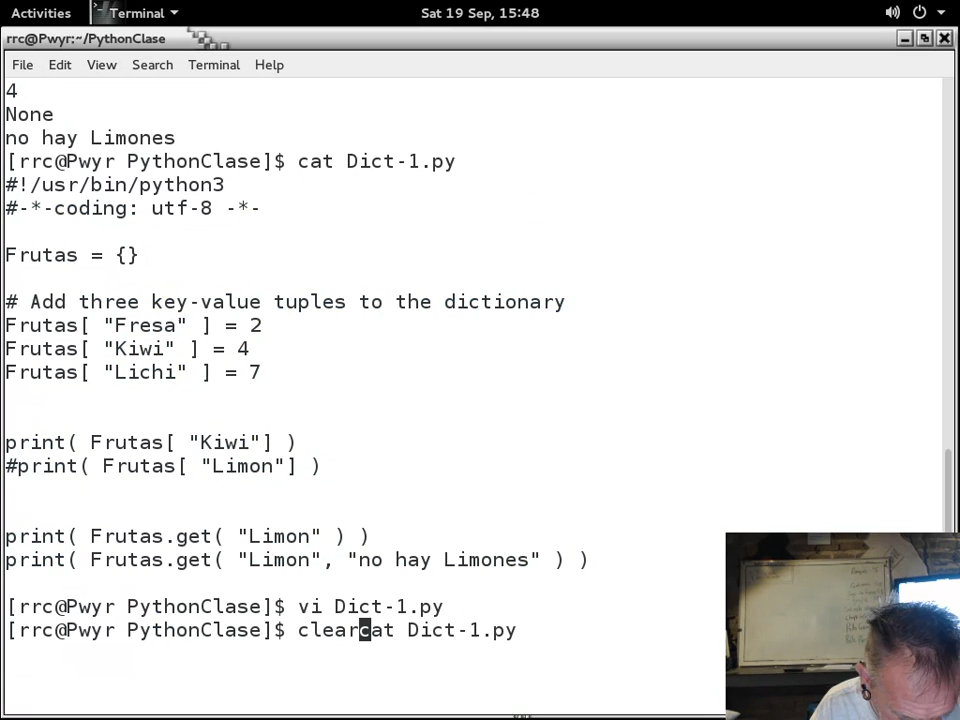 Activities Terminal Sat 19 Sep, 15:48
rrc@Pwyr:~/PythonClase
File Edit View Search Terminal Help
4
None
no hay Limones
[rrc@Pwyr PythonClase]$ cat Dict-1.py
#!/usr/bin/python3
#-*-coding: utf-8 -*-
Frutas = {}
# Add three key-value tuples to the dictionary
Frutas[ "Fresa" ] = 2
Frutas[ "Kiwi" ] = 4
Frutas[ "Lichi" ] = 7
print( Frutas[ "Kiwi"] )
#print( Frutas[ "Limon"] )
print( Frutas.get( "Limon" ) )
print( Frutas.get( "Limon", "no hay Limones" ) )
[rrc@Pwyr PythonClase]$ vi Dict-1.py
[rrc@Pwyr PythonClase]$ clearcat Dict-1.py